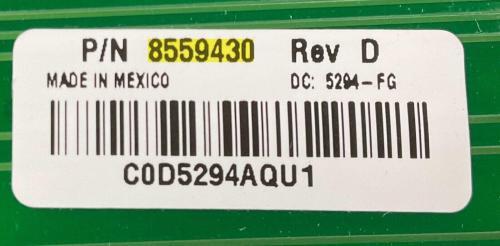 P/N 8559430 Rev D
MADE IN MEXICO DC: 5294-FG
C0D5294AQU1